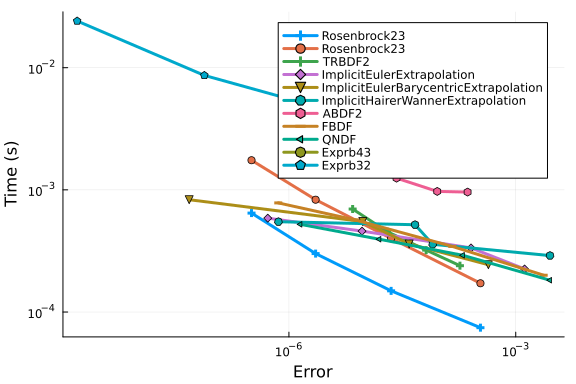 Time (s)
10⁻²
10⁻³
10⁻⁴
Rosenbrock23
Rosenbrock23
TRBDF2
ImplicitEulerExtrapolation
ImplicitEulerBarycentricExtrapolation
ImplicitHairerWannerExtrapolation
ABDF2
FBDF
QNDF
Exprb43
Exprb32
10⁻⁶
10⁻³
Error